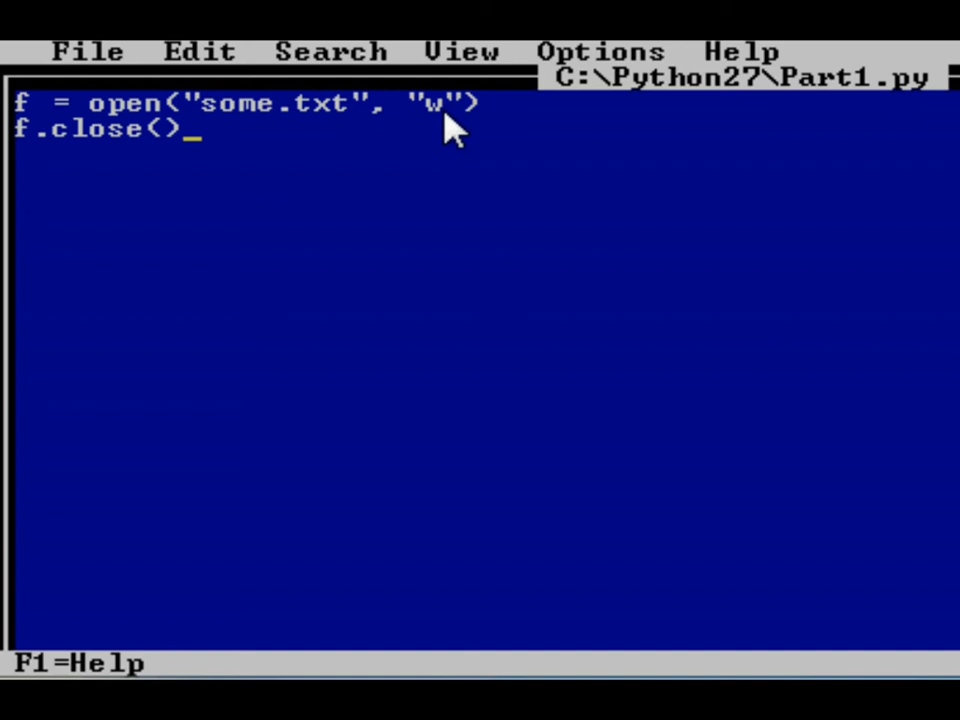 File Edit Search View Options Help
C:\Python27\Part1.py
f = open("some.txt", "w")
f.close()_
F1=Help